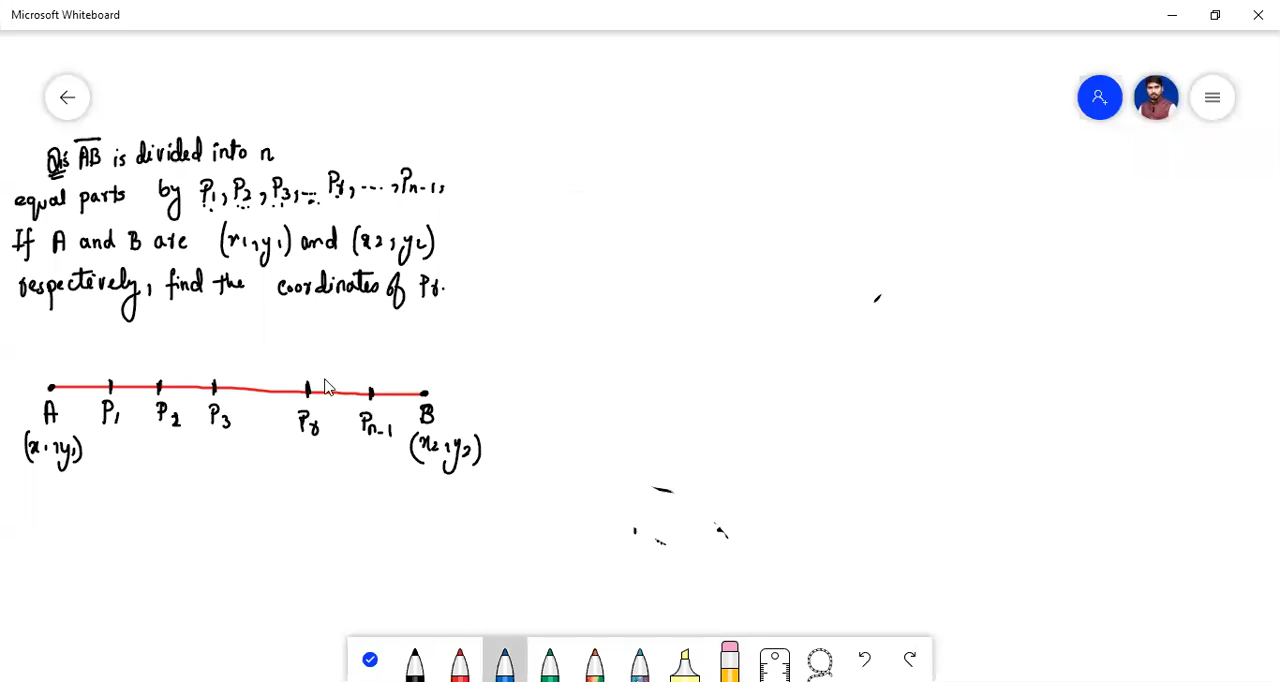 Microsoft Whiteboard
Q:- AB is divided into n
equal parts by P1, P2, P3, ... Pr, ... , Pn-1.
If A and B are (x1, y1) and (x2, y2)
respectively, find the coordinates of Pr.
A P1 P2 P3 Pr Pn-1 B
(x1, y1) (x2, y2)